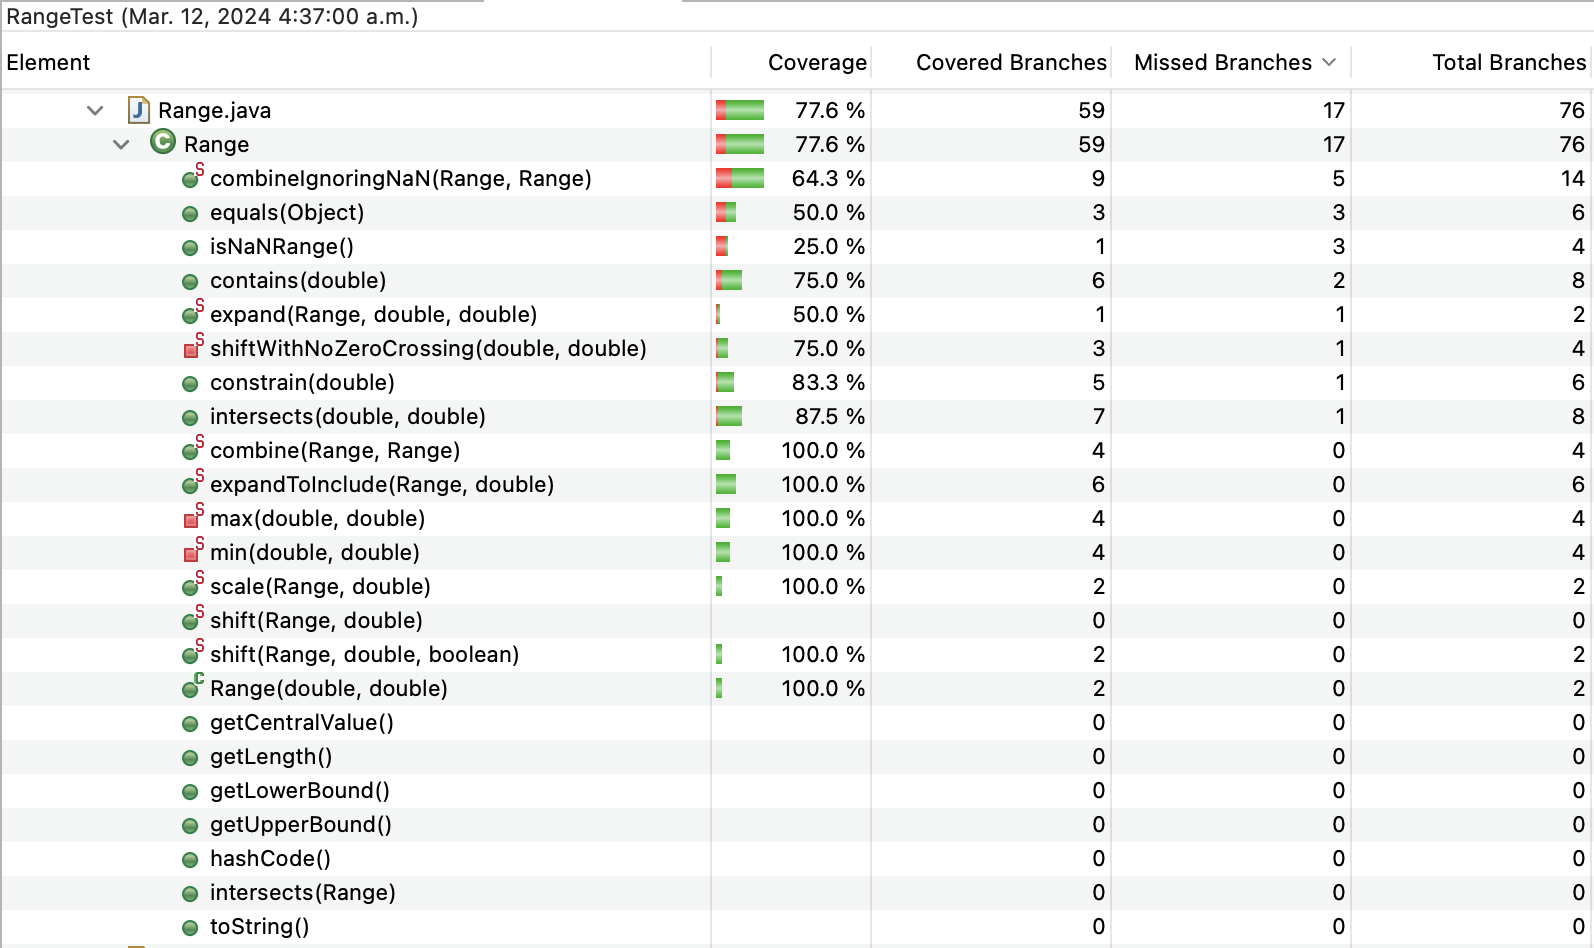 RangeTest (Mar. 12, 2024 4:37:00 a.m.)
Element Coverage Covered Branches Missed Branches Total Branches
J Range.java 77.6 % 59 17 76
C Range 77.6 % 59 17 76
S combineIgnoringNaN(Range, Range) 64.3 % 9 5 14
equals(Object) 50.0 % 3 3 6
isNaNRange() 25.0 % 1 3 4
contains(double) 75.0 % 6 2 8
S expand(Range, double, double) 50.0 % 1 1 2
S shiftWithNoZeroCrossing(double, double) 75.0 % 3 1 4
constrain(double) 83.3 % 5 1 6
intersects(double, double) 87.5 % 7 1 8
S combine(Range, Range) 100.0 % 4 0 4
S expandToInclude(Range, double) 100.0 % 6 0 6
S max(double, double) 100.0 % 4 0 4
S min(double, double) 100.0 % 4 0 4
S scale(Range, double) 100.0 % 2 0 2
S shift(Range, double) 0 0 0
S shift(Range, double, boolean) 100.0 % 2 0 2
C Range(double, double) 100.0 % 2 0 2
getCentralValue() 0 0 0
getLength() 0 0 0
getLowerBound() 0 0 0
getUpperBound() 0 0 0
hashCode() 0 0 0
intersects(Range) 0 0 0
toString() 0 0 0